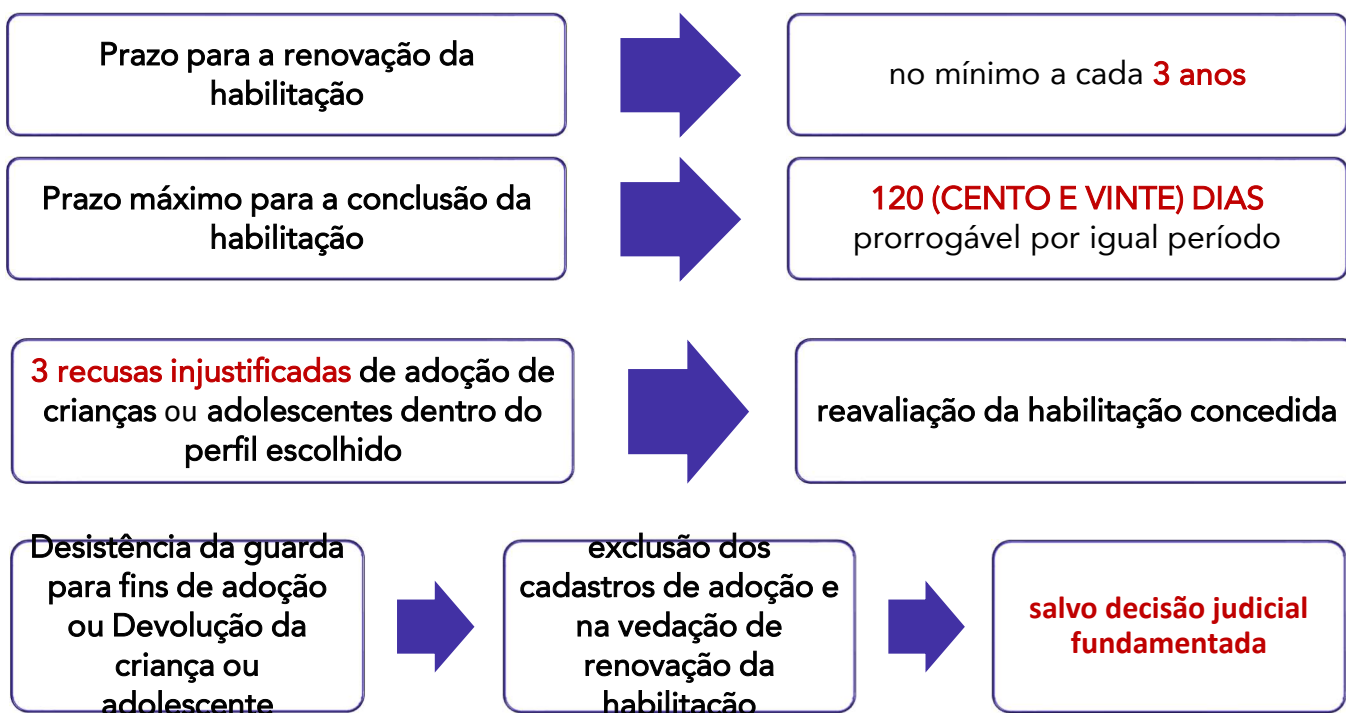 Prazo para a renovação da
habilitação
no mínimo a cada 3 anos
Prazo máximo para a conclusão da
habilitação
120 (CENTO E VINTE) DIAS
prorrogável por igual período
3 recusas injustificadas de adoção de
crianças ou adolescentes dentro do
perfil escolhido
reavaliação da habilitação concedida
Desistência da guarda
para fins de adoção
ou Devolução da
criança ou
adolescente
exclusão dos
cadastros de adoção e
na vedação de
renovação da
habilitação
salvo decisão judicial
fundamentada